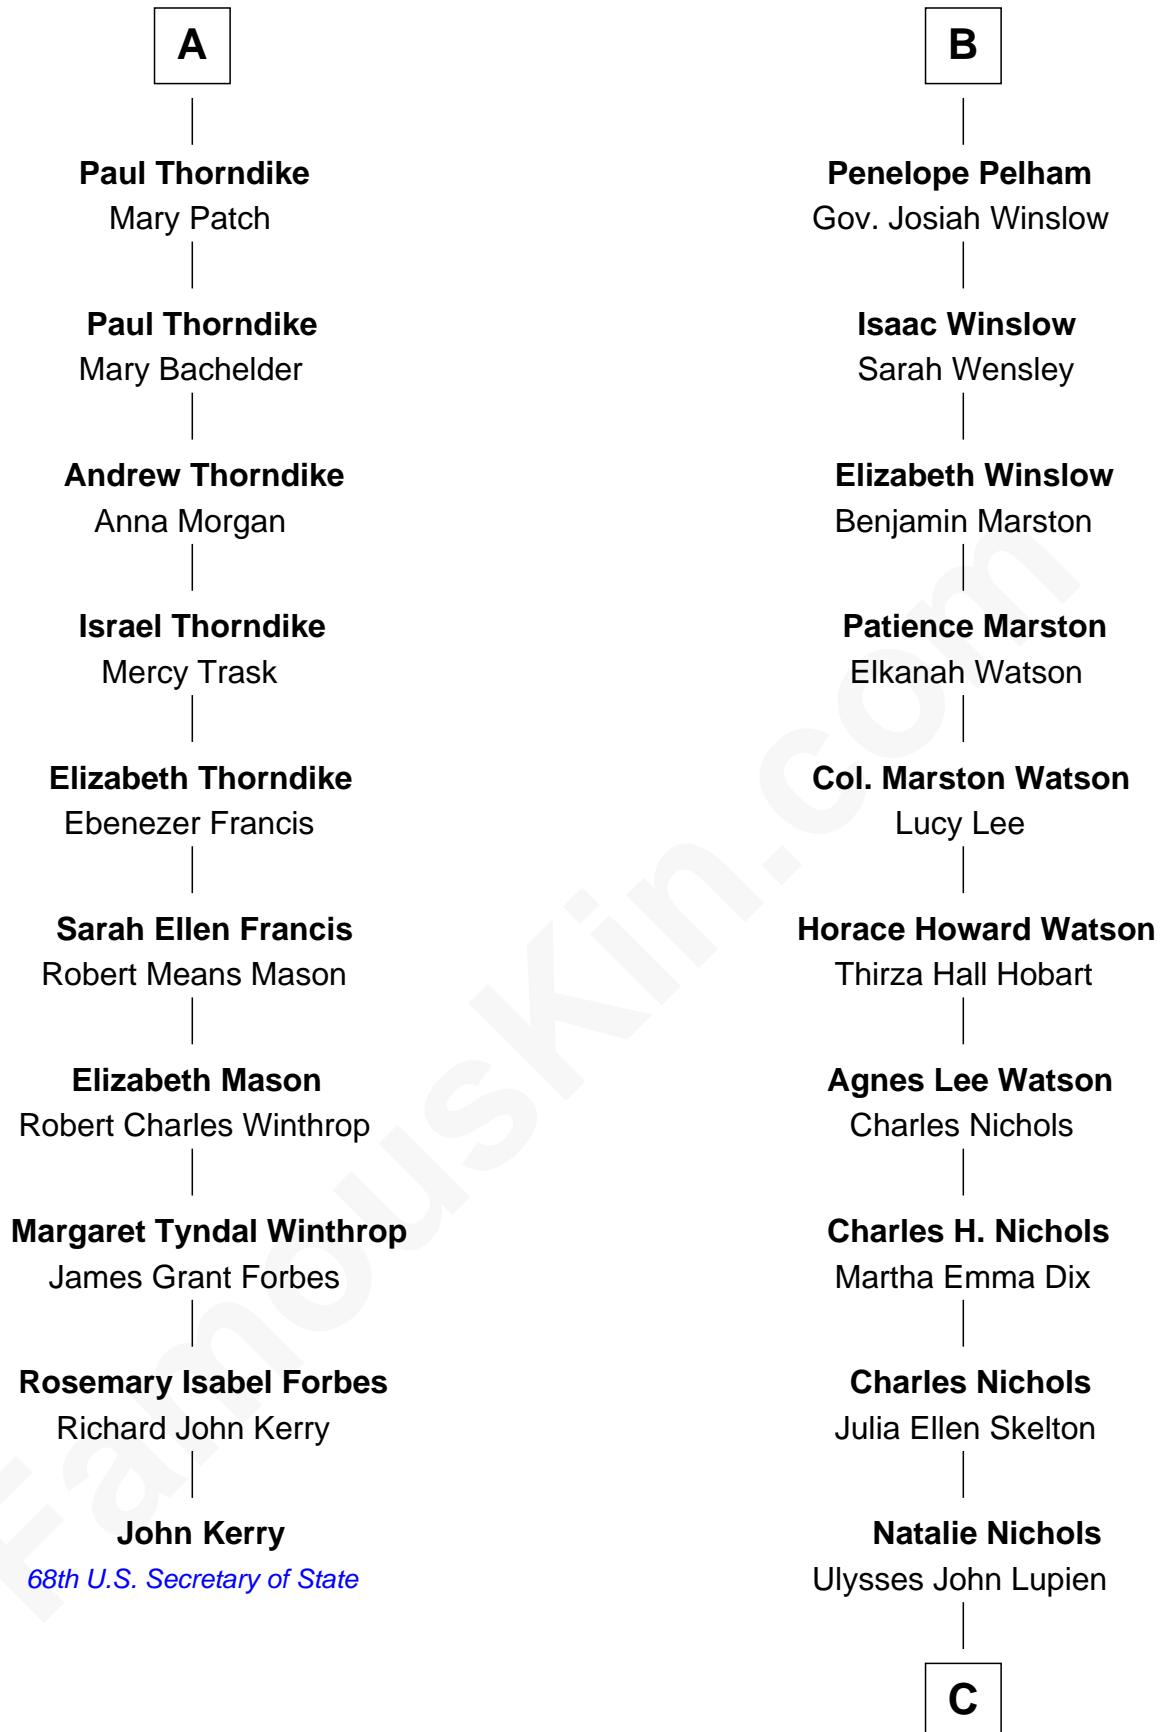 A
Paul Thorndike
Mary Patch
Paul Thorndike
Mary Bachelder
Andrew Thorndike
Anna Morgan
Israel Thorndike
Mercy Trask
Elizabeth Thorndike
Ebenezer Francis
Sarah Ellen Francis
Robert Means Mason
Elizabeth Mason
Robert Charles Winthrop
Margaret Tyndal Winthrop
James Grant Forbes
Rosemary Isabel Forbes
Richard John Kerry
John Kerry
68th U.S. Secretary of State
B
Penelope Pelham
Gov. Josiah Winslow
Isaac Winslow
Sarah Wensley
Elizabeth Winslow
Benjamin Marston
Patience Marston
Elkanah Watson
Col. Marston Watson
Lucy Lee
Horace Howard Watson
Thirza Hall Hobart
Agnes Lee Watson
Charles Nichols
Charles H. Nichols
Martha Emma Dix
Charles Nichols
Julia Ellen Skelton
Natalie Nichols
Ulysses John Lupien
C
FamousKin.com